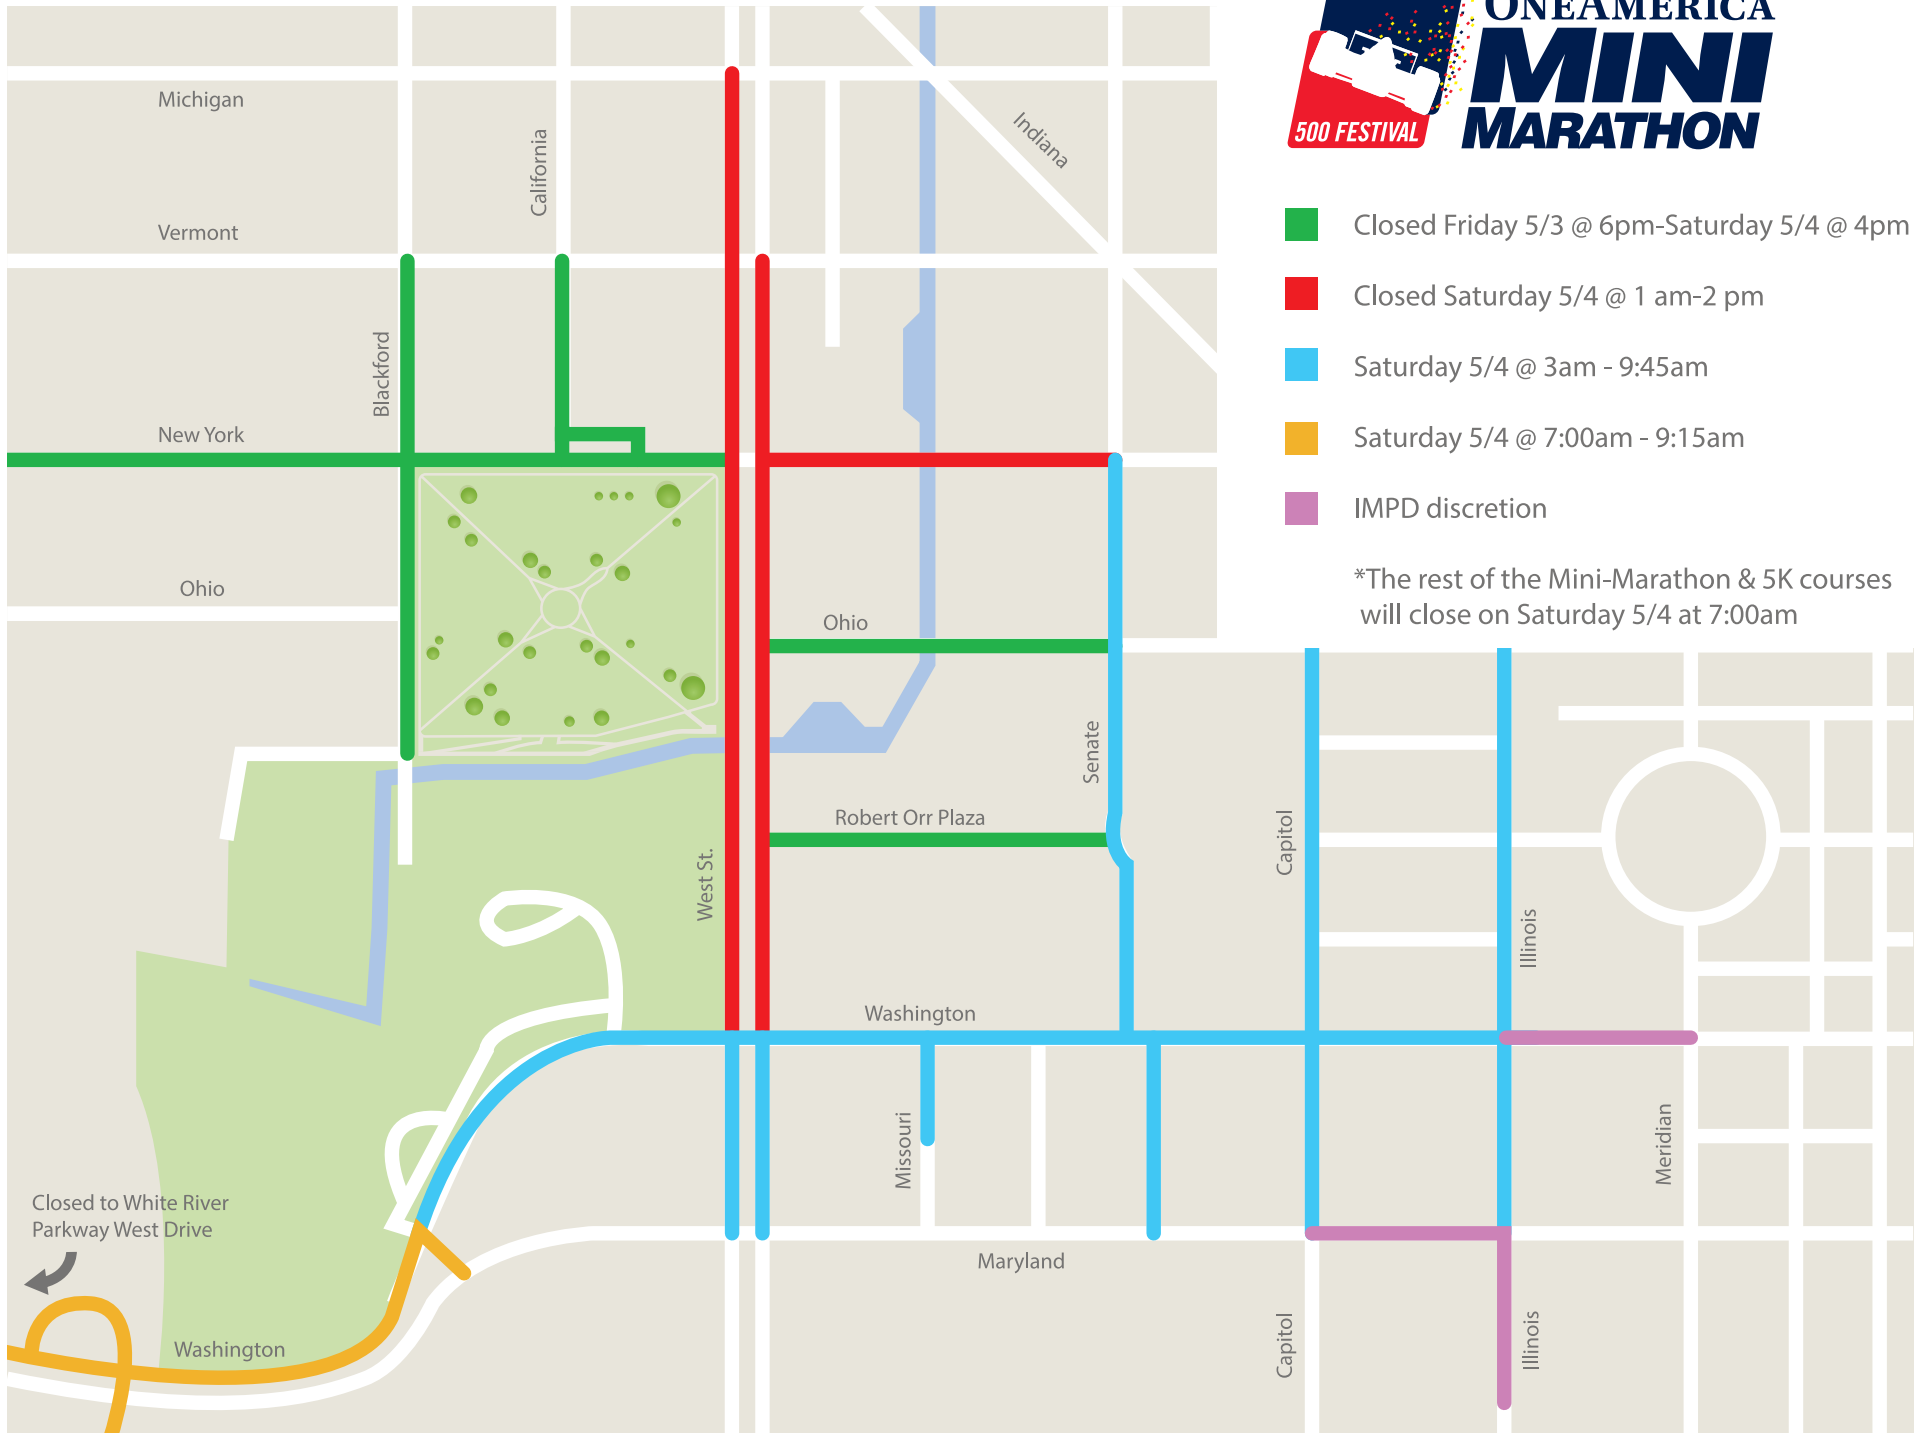 ONEAMERICA
MINI
MARATHON
500 FESTIVAL
Closed Friday 5/3 @ 6pm-Saturday 5/4 @ 4pm
Closed Saturday 5/4 @ 1 am-2 pm
Saturday 5/4 @ 3am - 9:45am
Saturday 5/4 @ 7:00am - 9:15am
IMPD discretion
*The rest of the Mini-Marathon & 5K courses
will close on Saturday 5/4 at 7:00am
Michigan
California
Indiana
Vermont
Blackford
New York
Ohio
Ohio
Senate
Robert Orr Plaza
Capitol
West St.
Illinois
Washington
Missouri
Meridian
Closed to White River
Parkway West Drive
Maryland
Washington
Capitol
Illinois